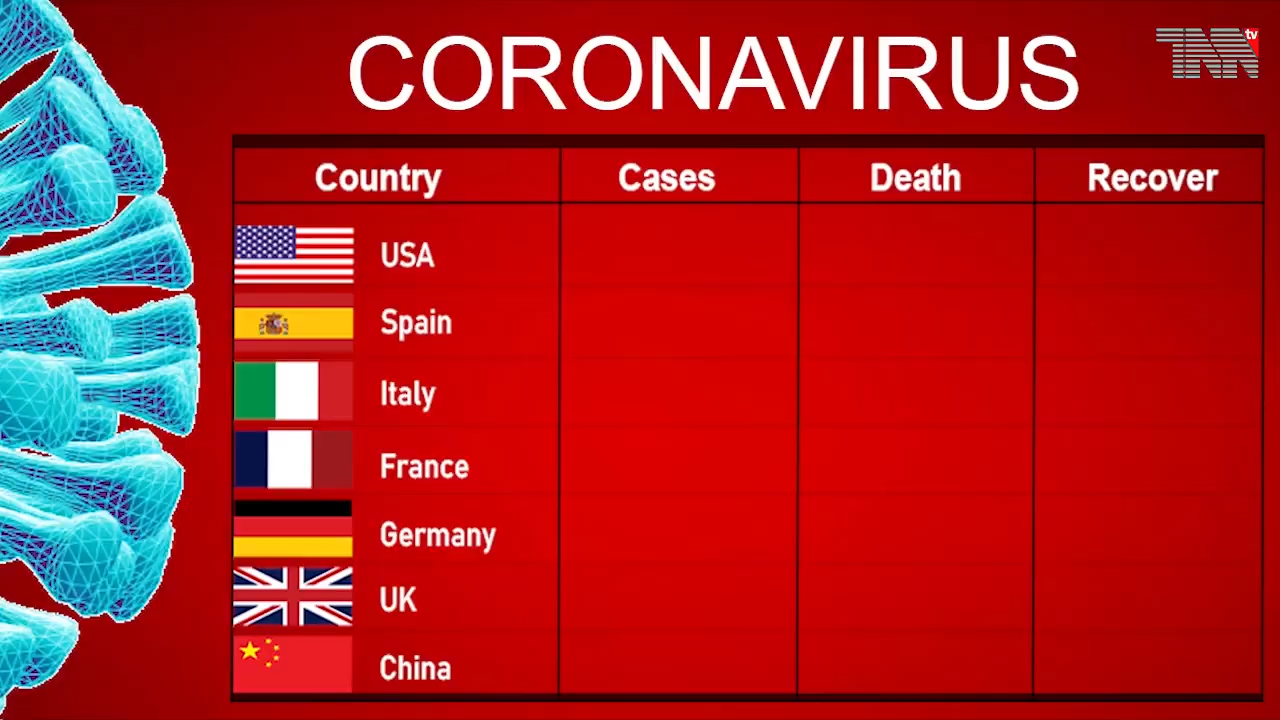 CORONAVIRUS
TNN tv
Country Cases Death Recover
USA
Spain
Italy
France
Germany
UK
China